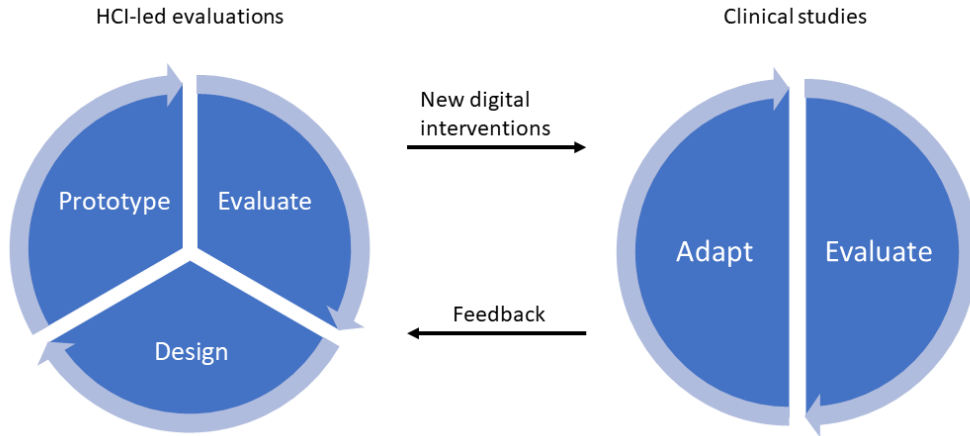 HCI-led evaluations
Clinical studies
New digital
interventions
Prototype
Evaluate
Design
Feedback
Adapt
Evaluate